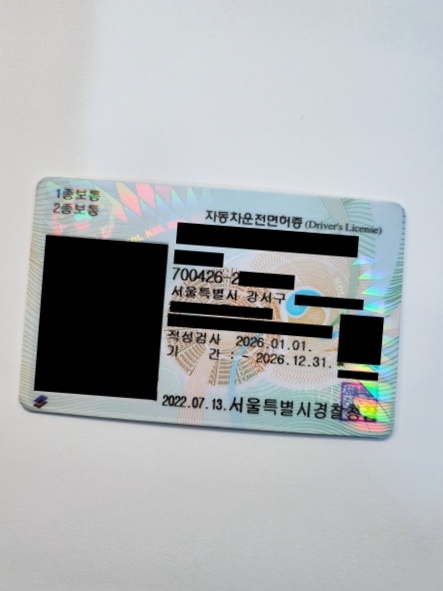 1종보통
2종보통
자동차운전면허증 (Driver's License)
700426-2
서울특별시 강서구
적성검사 2026.01.01.
기 간 : ~ 2026.12.31.
2022.07.13. 서울특별시경찰청